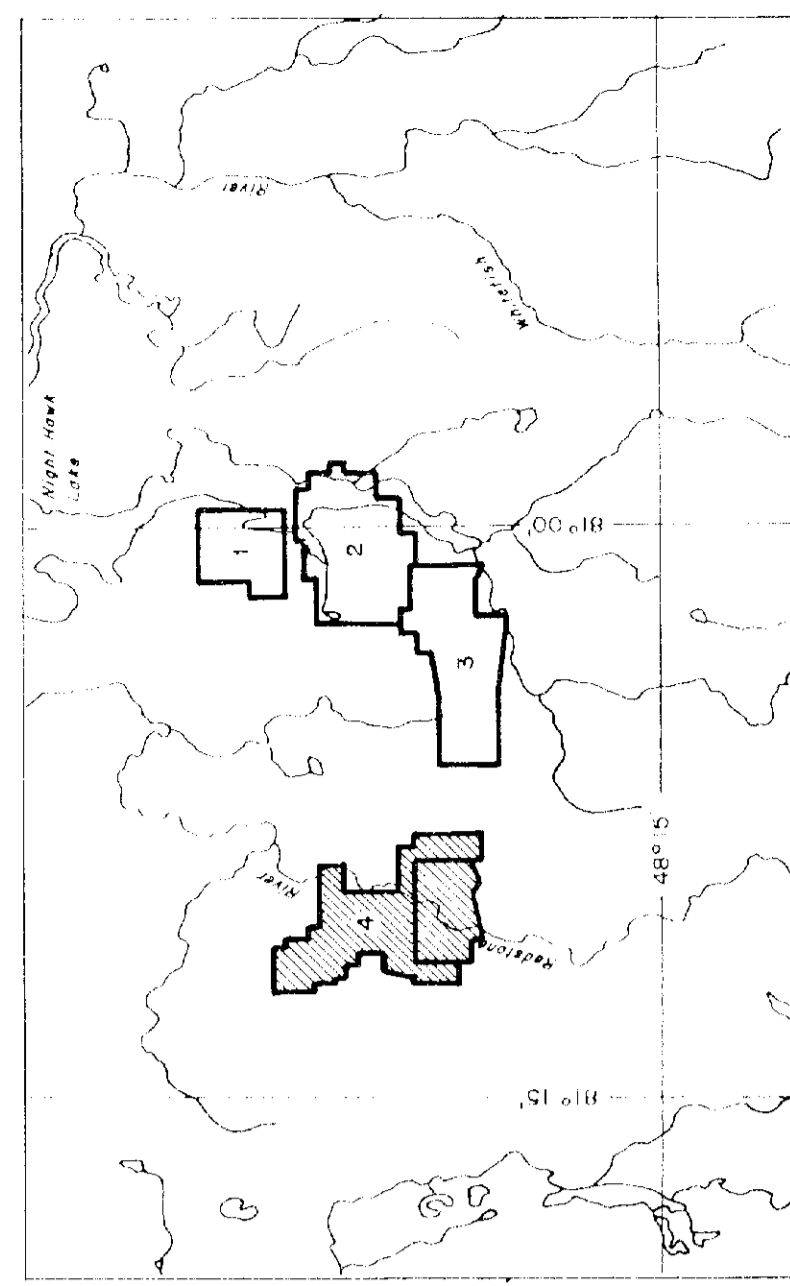 Night Hawk
Lake
River
Whitefish
1
2
3
4
81° 00'
River
Redstone
48° 15
81° 15'